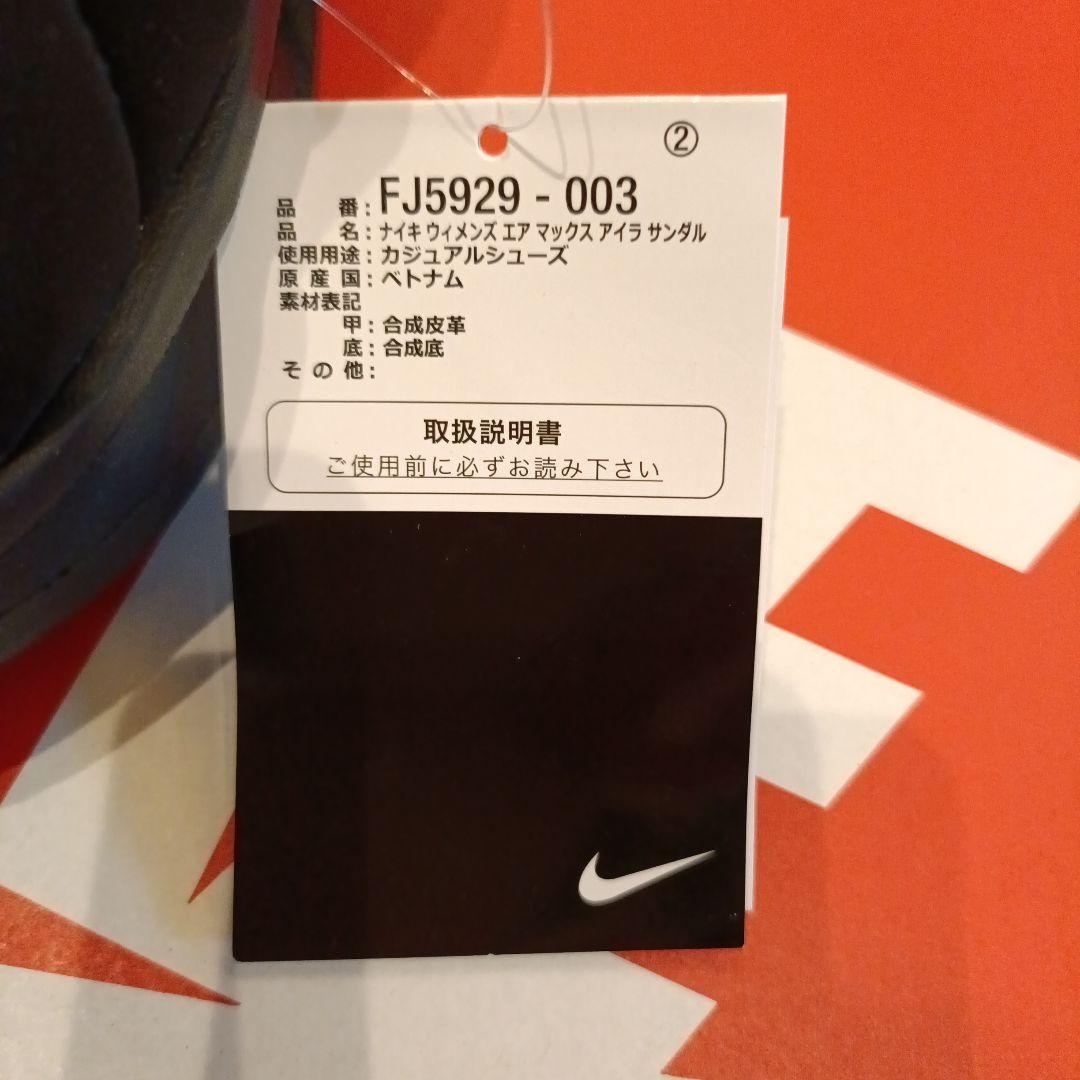 ②
品 番 : FJ5929 - 003
品 名 : ナイキ ウィメンズ エア マックス アイラ サンダル
使用用途 : カジュアルシューズ
原 産 国 : ベトナム
素材表記
甲 : 合成皮革
底 : 合成底
そ の 他 :
取扱説明書
ご使用前に必ずお読み下さい